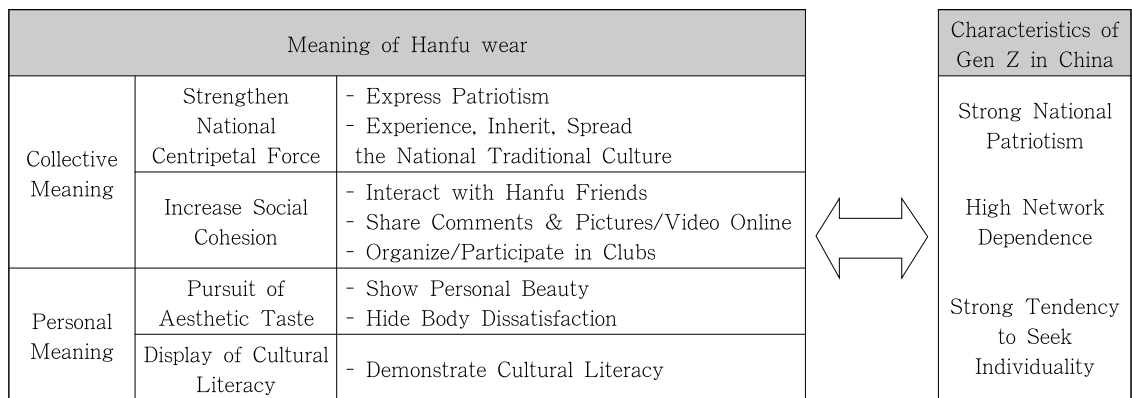 Meaning of Hanfu wear
Collective
Meaning
Strengthen
National
Centripetal Force
- Express Patriotism
- Experience, Inherit, Spread
the National Traditional Culture
Increase Social
Cohesion
- Interact with Hanfu Friends
- Share Comments & Pictures/Video Online
- Organize/Participate in Clubs
Personal
Meaning
Pursuit of
Aesthetic Taste
- Show Personal Beauty
- Hide Body Dissatisfaction
Display of Cultural
Literacy
- Demonstrate Cultural Literacy
Characteristics of
Gen Z in China
Strong National
Patriotism
High Network
Dependence
Strong Tendency
to Seek
Individuality